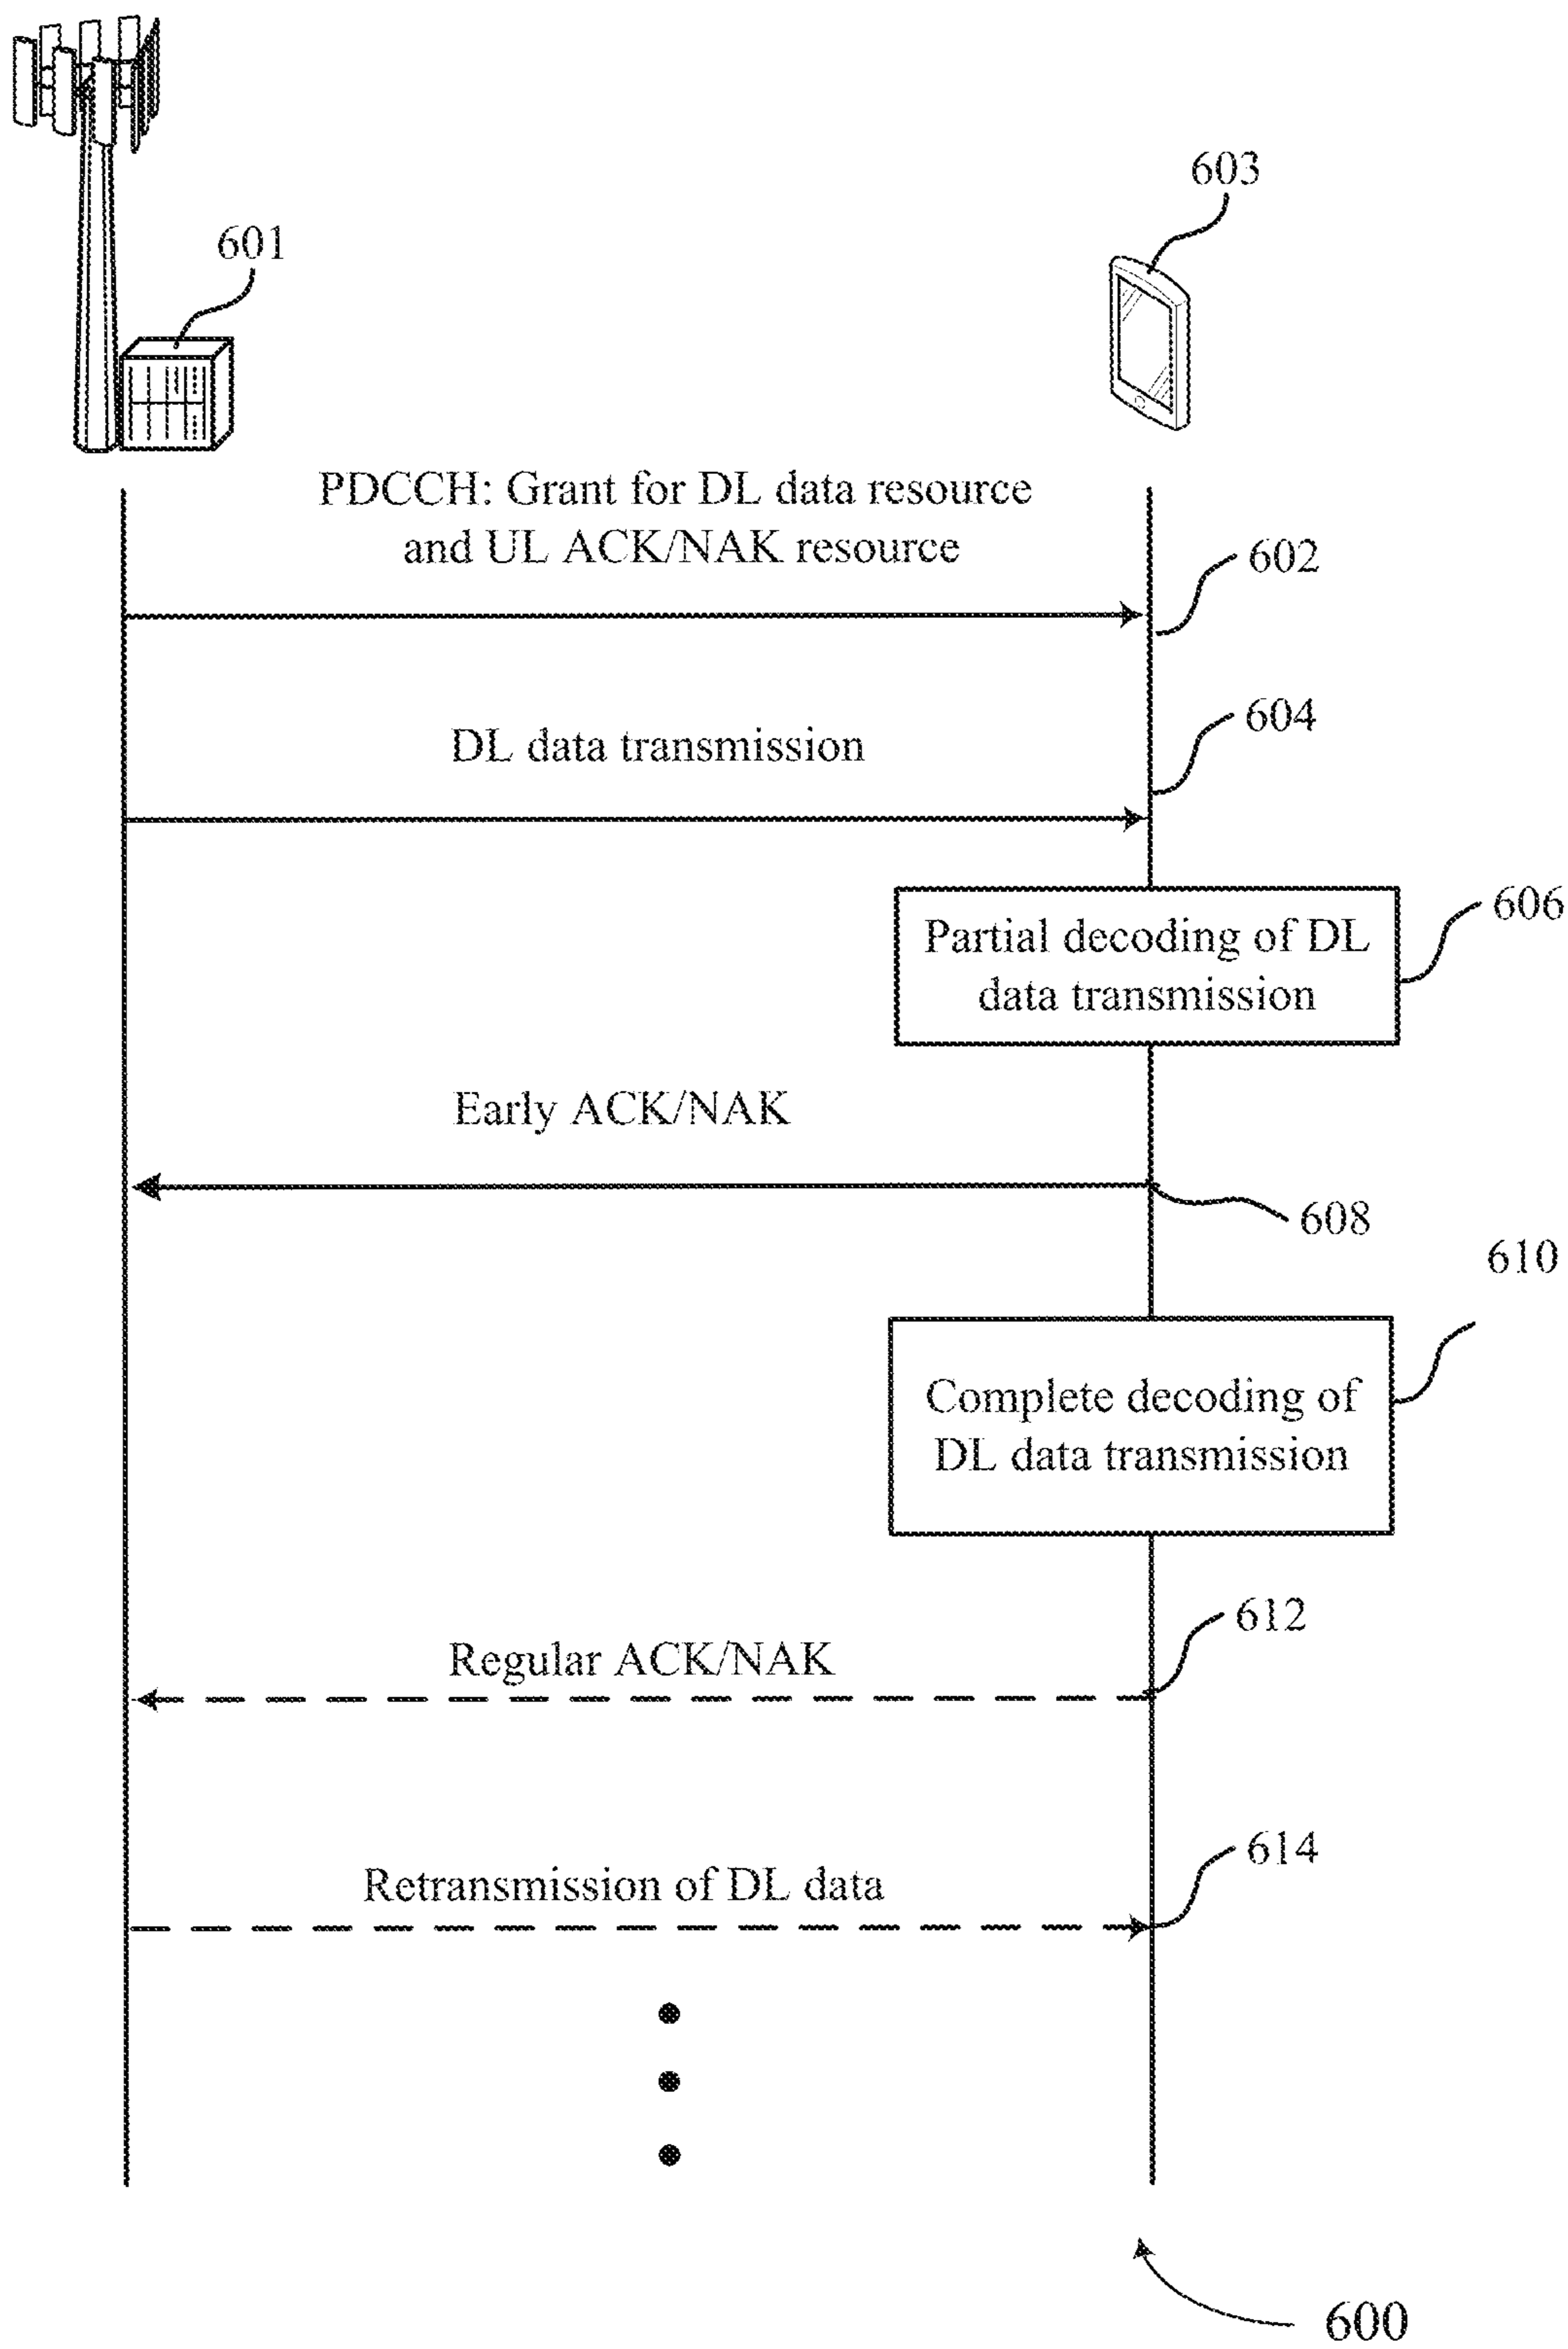 603
601
PDCCH: Grant for DL data resource
and UL ACK/NAK resource
602
604
DL data transmission
606
Partial decoding of DL
data transmission
Early ACK/NAK
608
610
Complete decoding of
DL data transmission
612
Regular ACK/NAK
614
Retransmission of DL data
600